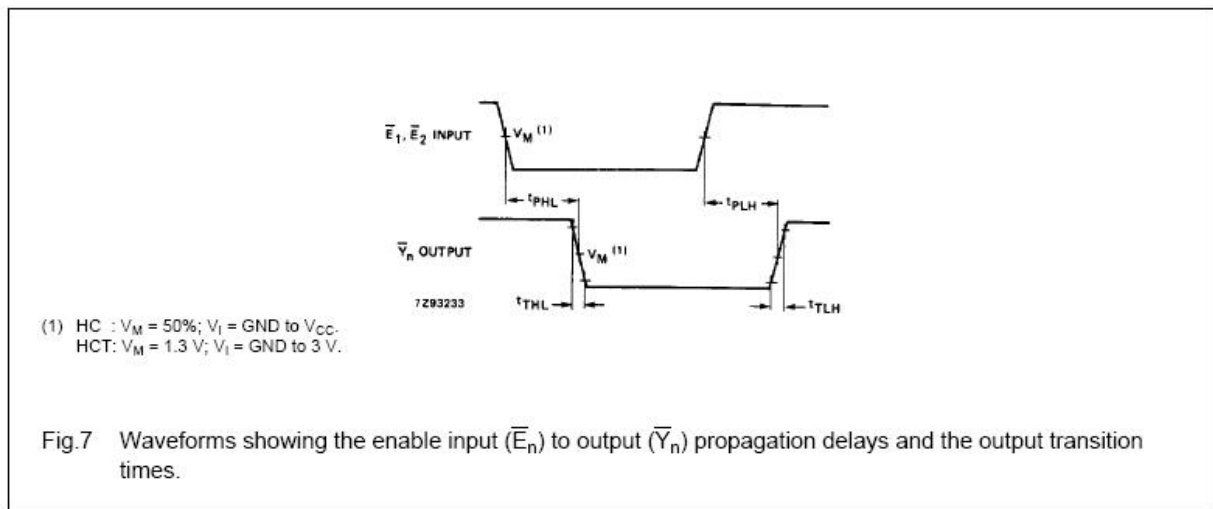 E̅1, E̅2 INPUT
VM (1)
tPHL
tPLH
Y̅n OUTPUT
VM (1)
7Z93233
tTHL
tTLH
(1) HC : VM = 50%; VI = GND to VCC.
HCT: VM = 1.3 V; VI = GND to 3 V.
Fig.7 Waveforms showing the enable input (E̅n) to output (Y̅n) propagation delays and the output transition
times.